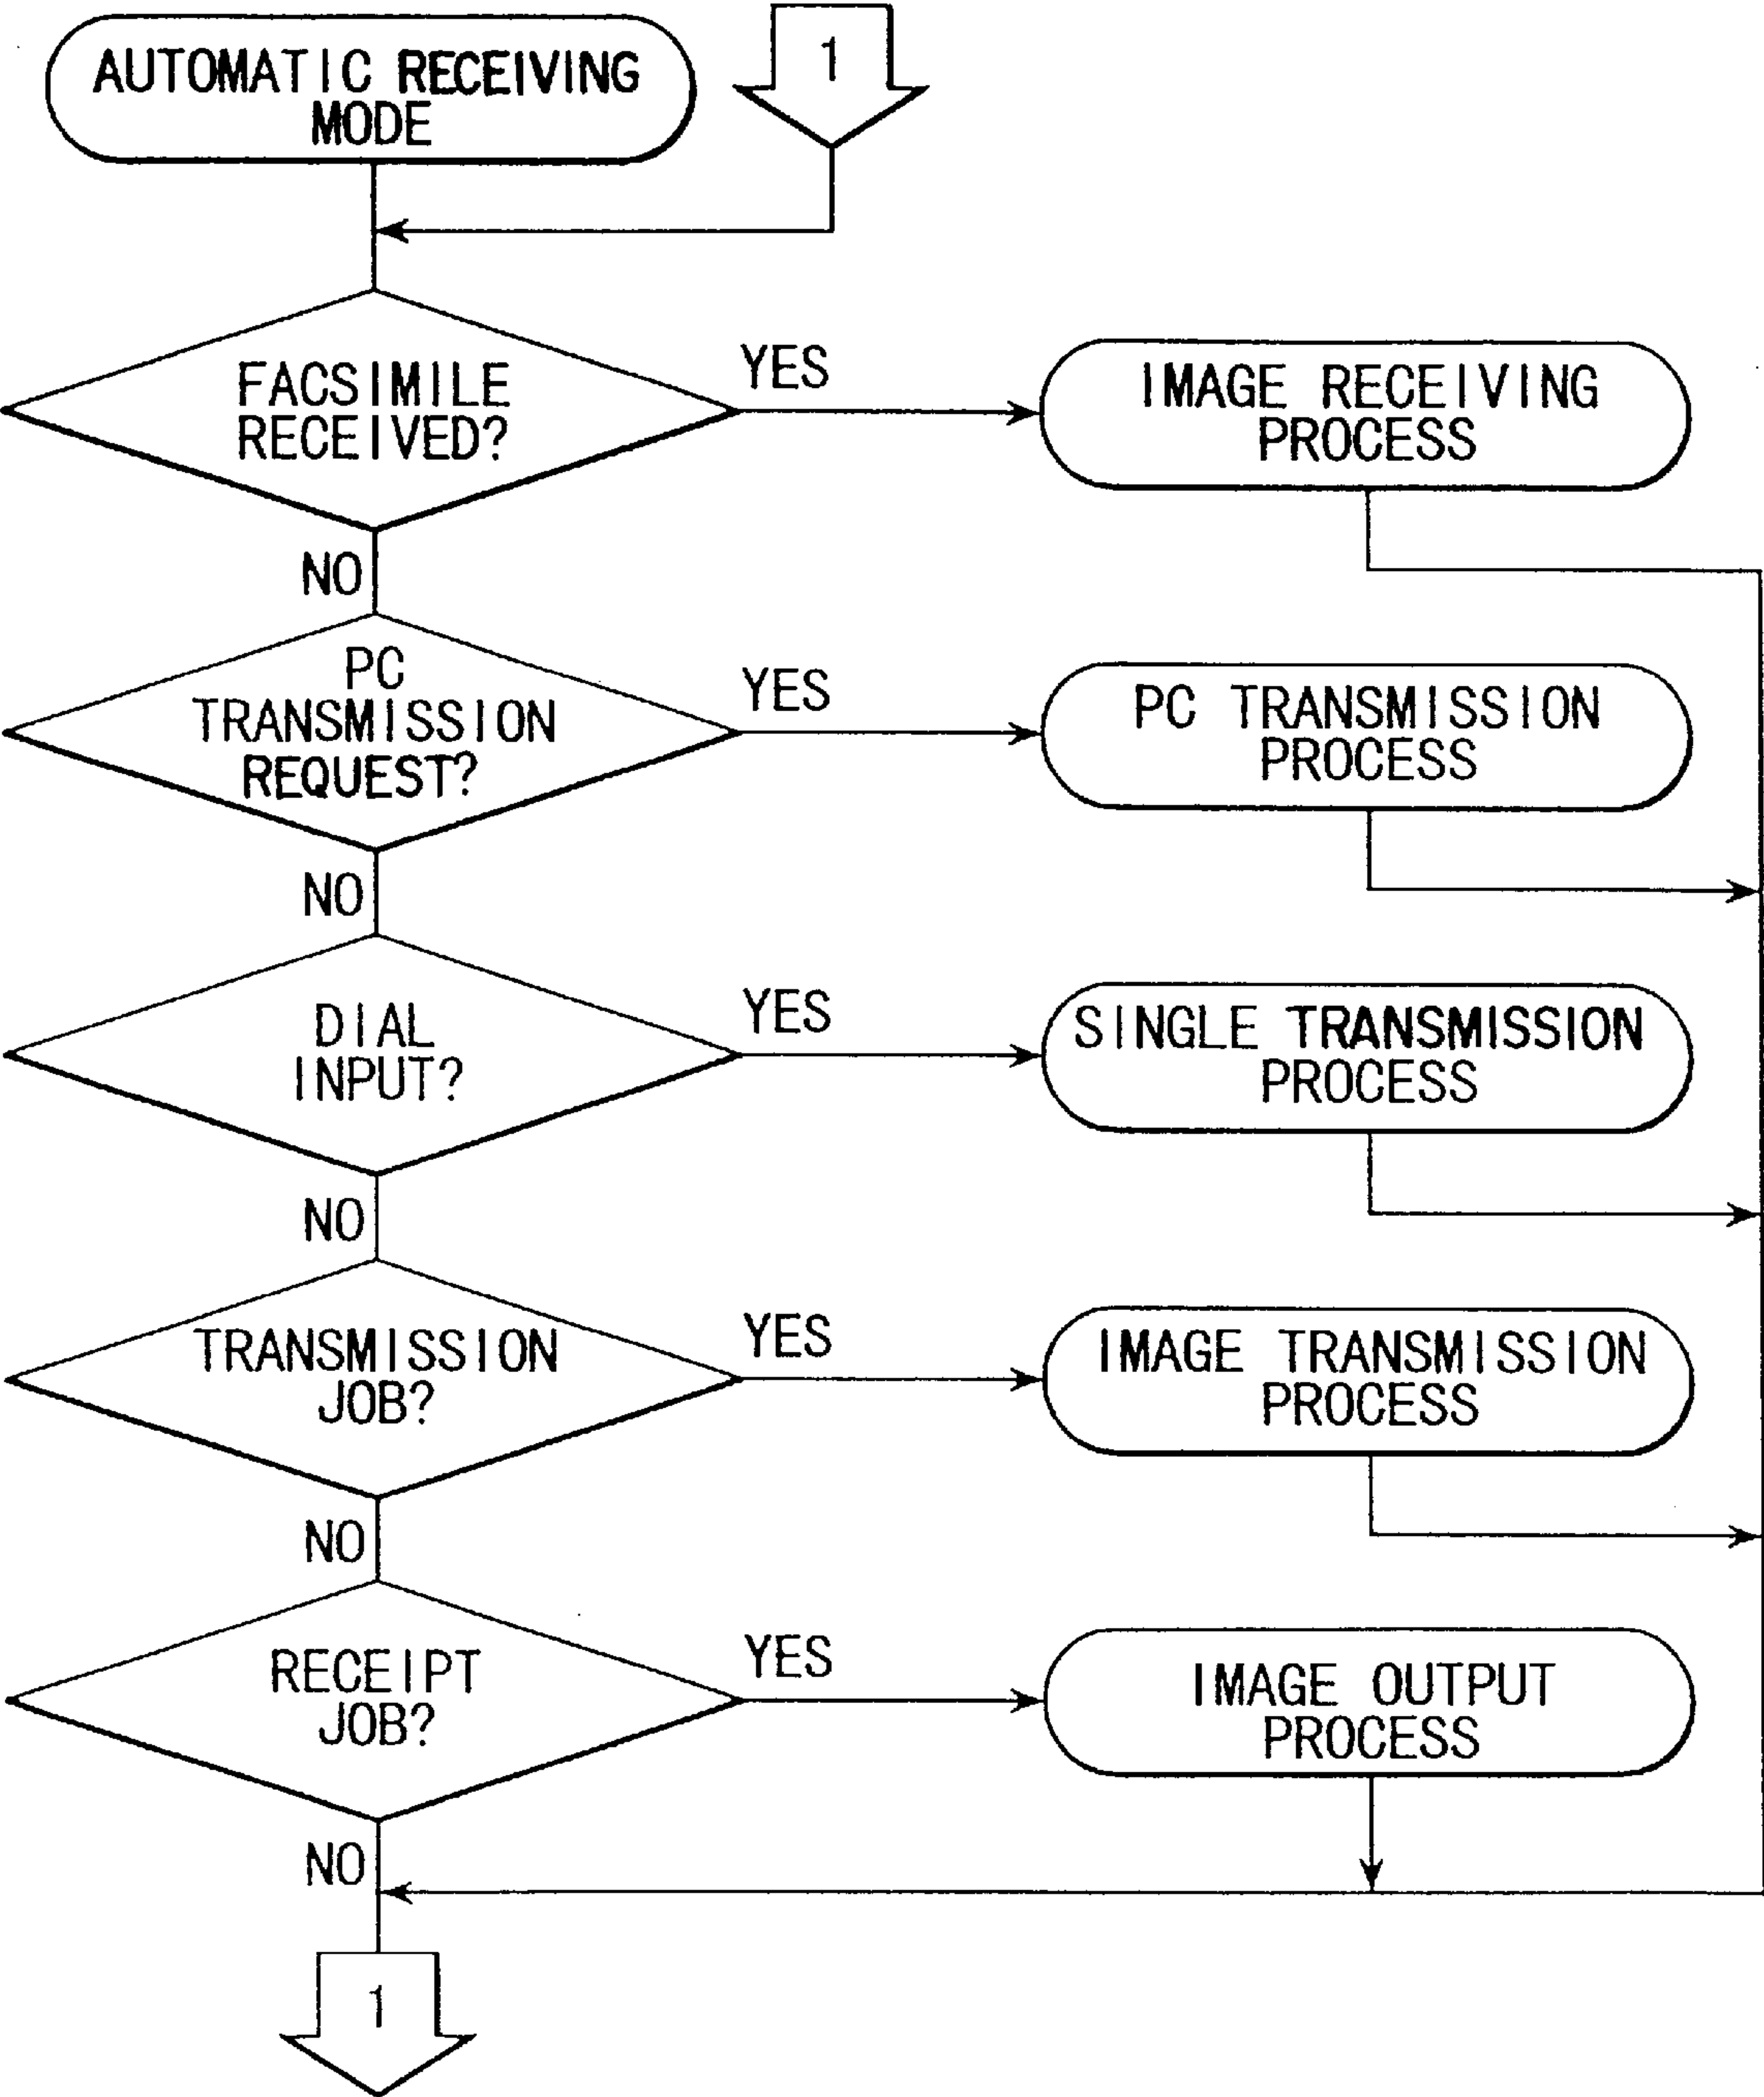 AUTOMATIC RECEIVING
MODE
1
FACSIMILE
RECEIVED?
YES
IMAGE RECEIVING
PROCESS
NO
PC
TRANSMISSION
REQUEST?
YES
PC TRANSMISSION
PROCESS
NO
DIAL
INPUT?
YES
SINGLE TRANSMISSION
PROCESS
NO
TRANSMISSION
JOB?
YES
IMAGE TRANSMISSION
PROCESS
NO
RECEIPT
JOB?
YES
IMAGE OUTPUT
PROCESS
NO
1